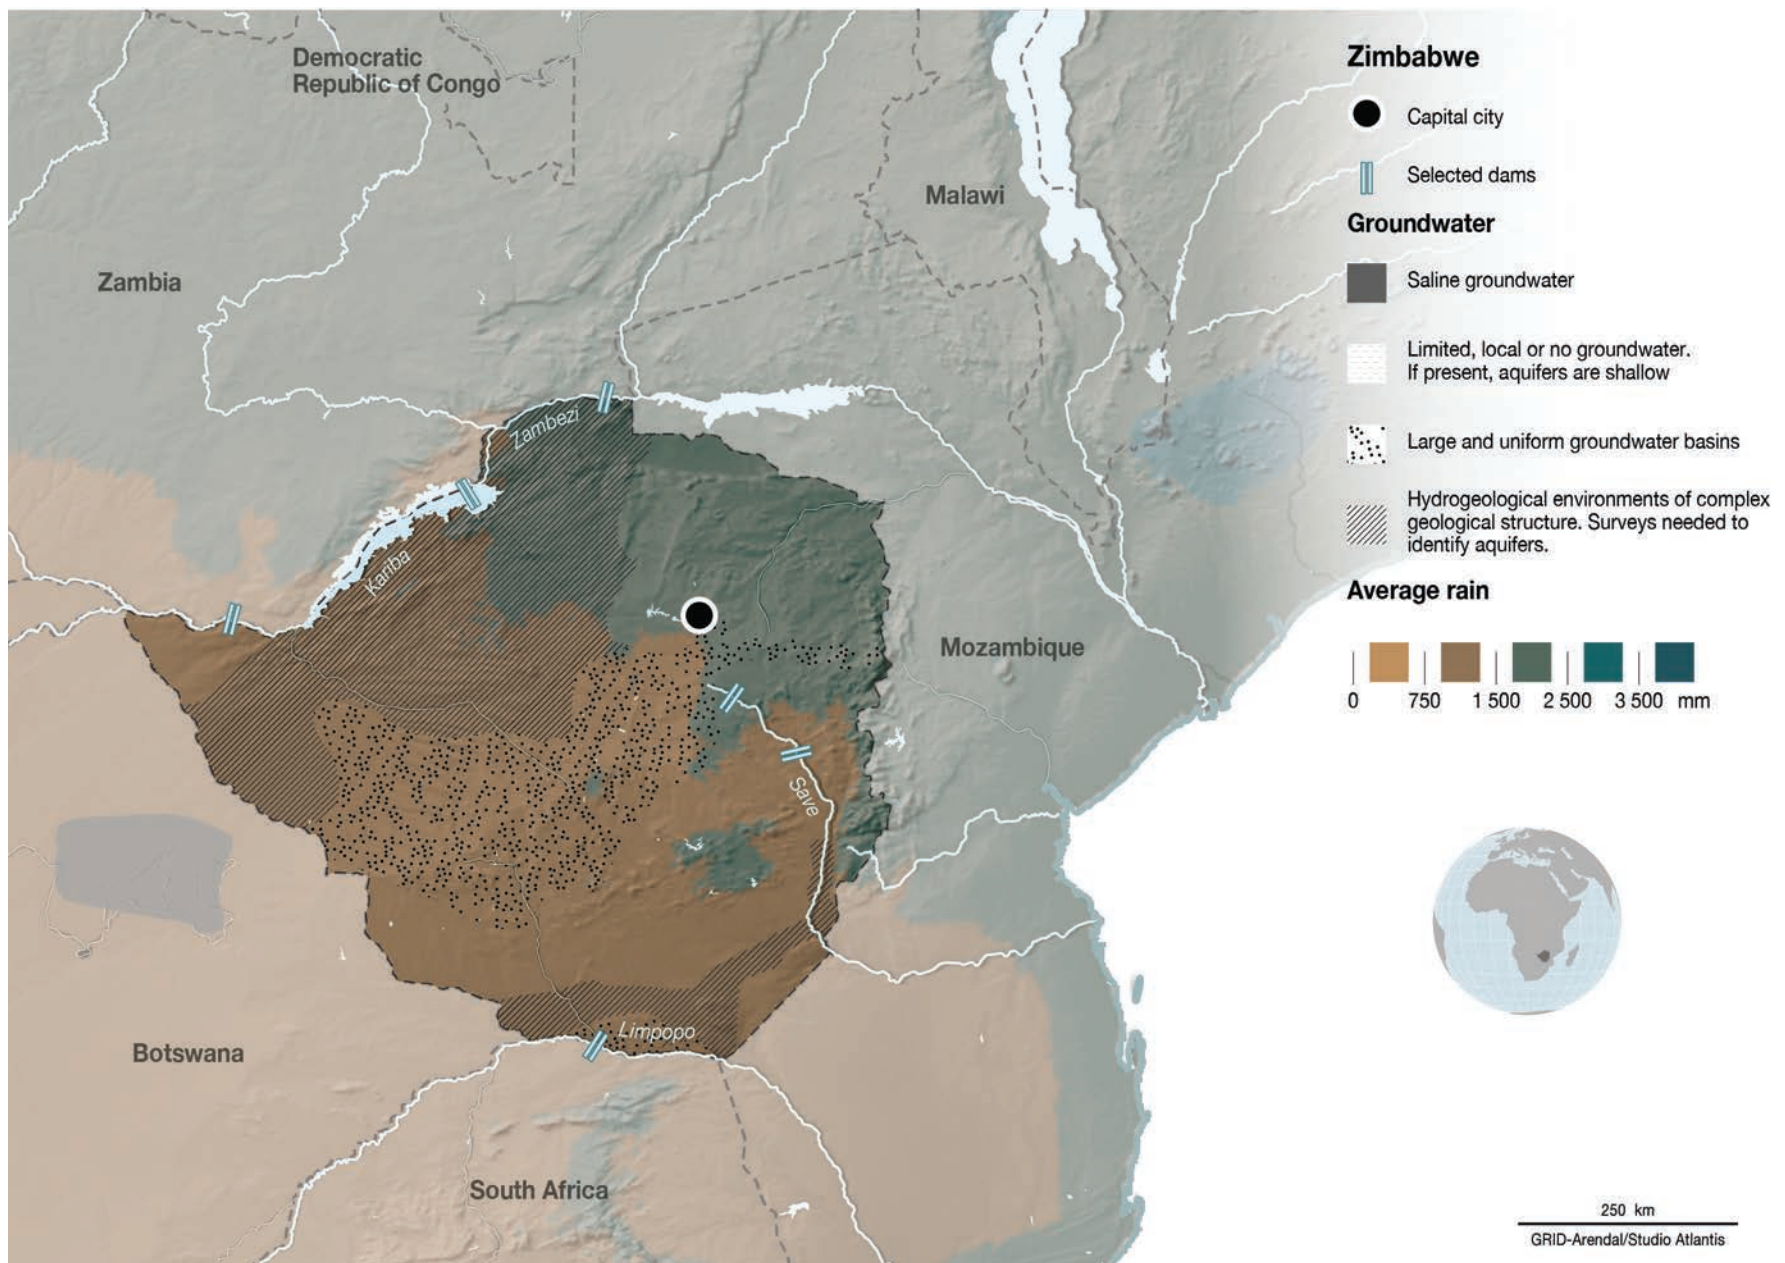 Democratic
Republic of Congo
Zambia
Malawi
Zambezi
Kariba
Mozambique
Save
Limpopo
Botswana
South Africa
Zimbabwe
Capital city
Selected dams
Groundwater
Saline groundwater
Limited, local or no groundwater.
If present, aquifers are shallow
Large and uniform groundwater basins
Hydrogeological environments of complex
geological structure. Surveys needed to
identify aquifers.
Average rain
0 750 1 500 2 500 3 500 mm
250 km
GRID-Arendal/Studio Atlantis